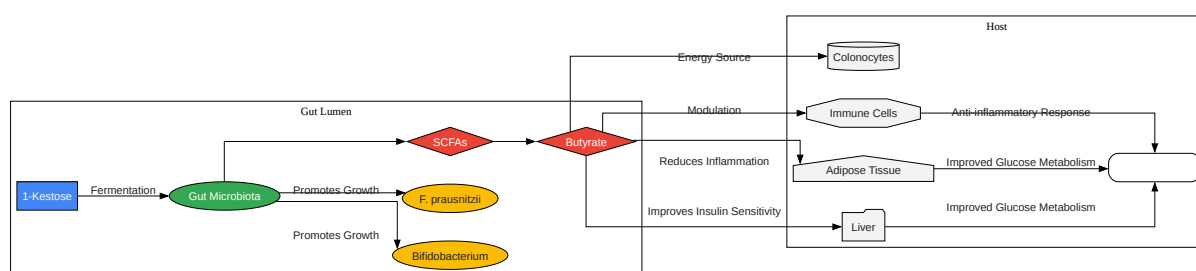 Host
Energy Source
Colonocytes
Gut Lumen
Modulation
Immune Cells
Anti-inflammatory Response
SCFAs
Butyrate
Reduces Inflammation
Adipose Tissue
Improved Glucose Metabolism
1-Kestose
Fermentation
Gut Microbiota
Promotes Growth
F. prausnitzii
Improves Insulin Sensitivity
Liver
Improved Glucose Metabolism
Promotes Growth
Bifidobacterium